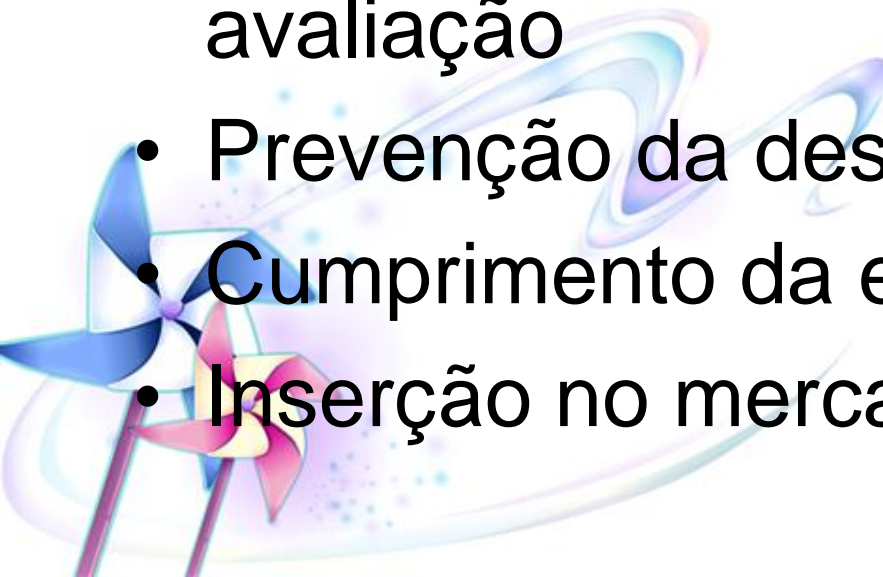 avaliação
• Prevenção da des
• Cumprimento da e
• Inserção no merca